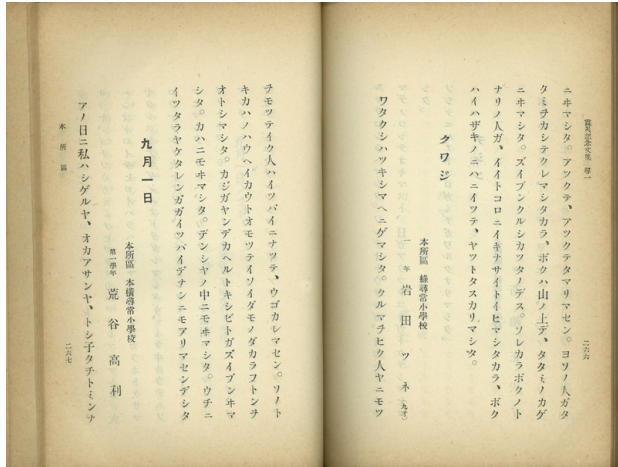 震災記念文集 尋一
二六六
ニヰマシタ。アツクテ、アツクテタマリマセン。ヨソノ人ガタ
タミヲカシテクレマシタカラ、ボクハ山ノ上デ、タタミノカゲ
ニヰマシタ。ズイブンクルシカツタノデス。ソレカラボクノト
ナリノ人ガ、イイトコロニイキナサイトイヒマシタカラ、ボク
ハイハザキノニハニイツテ、ヤツトタスカリマシタ。
クワジ
本所區 綠尋常小學校
一年 岩田ツネ (九才)
ワタクシハツキシマヘニゲマシタ。クルマヲヒク人ヤニモツ
ヲモツテイク人ハイツパイニナツテ、ウゴカレマセン。ソノト
キカハノハウヘイカウトオモツテイソイダモノダカラフトンヲ
オトシマシタ。カジガヤンデカヘルトキシビトガズイブンヰマ
シタ。カハニモヰマシタ。デンシヤノ中ニモヰマシタ。ウチニ
イツタラヤケタレンガガイツパイデナンニモアリマセンデシタ
九月一日
本所區 本橫尋常小學校
第一學年 荒谷高利
アノ日ニ私ハシゲルヤ、オカアサンヤ、トシ子タチトミンナ
本所區
二六七